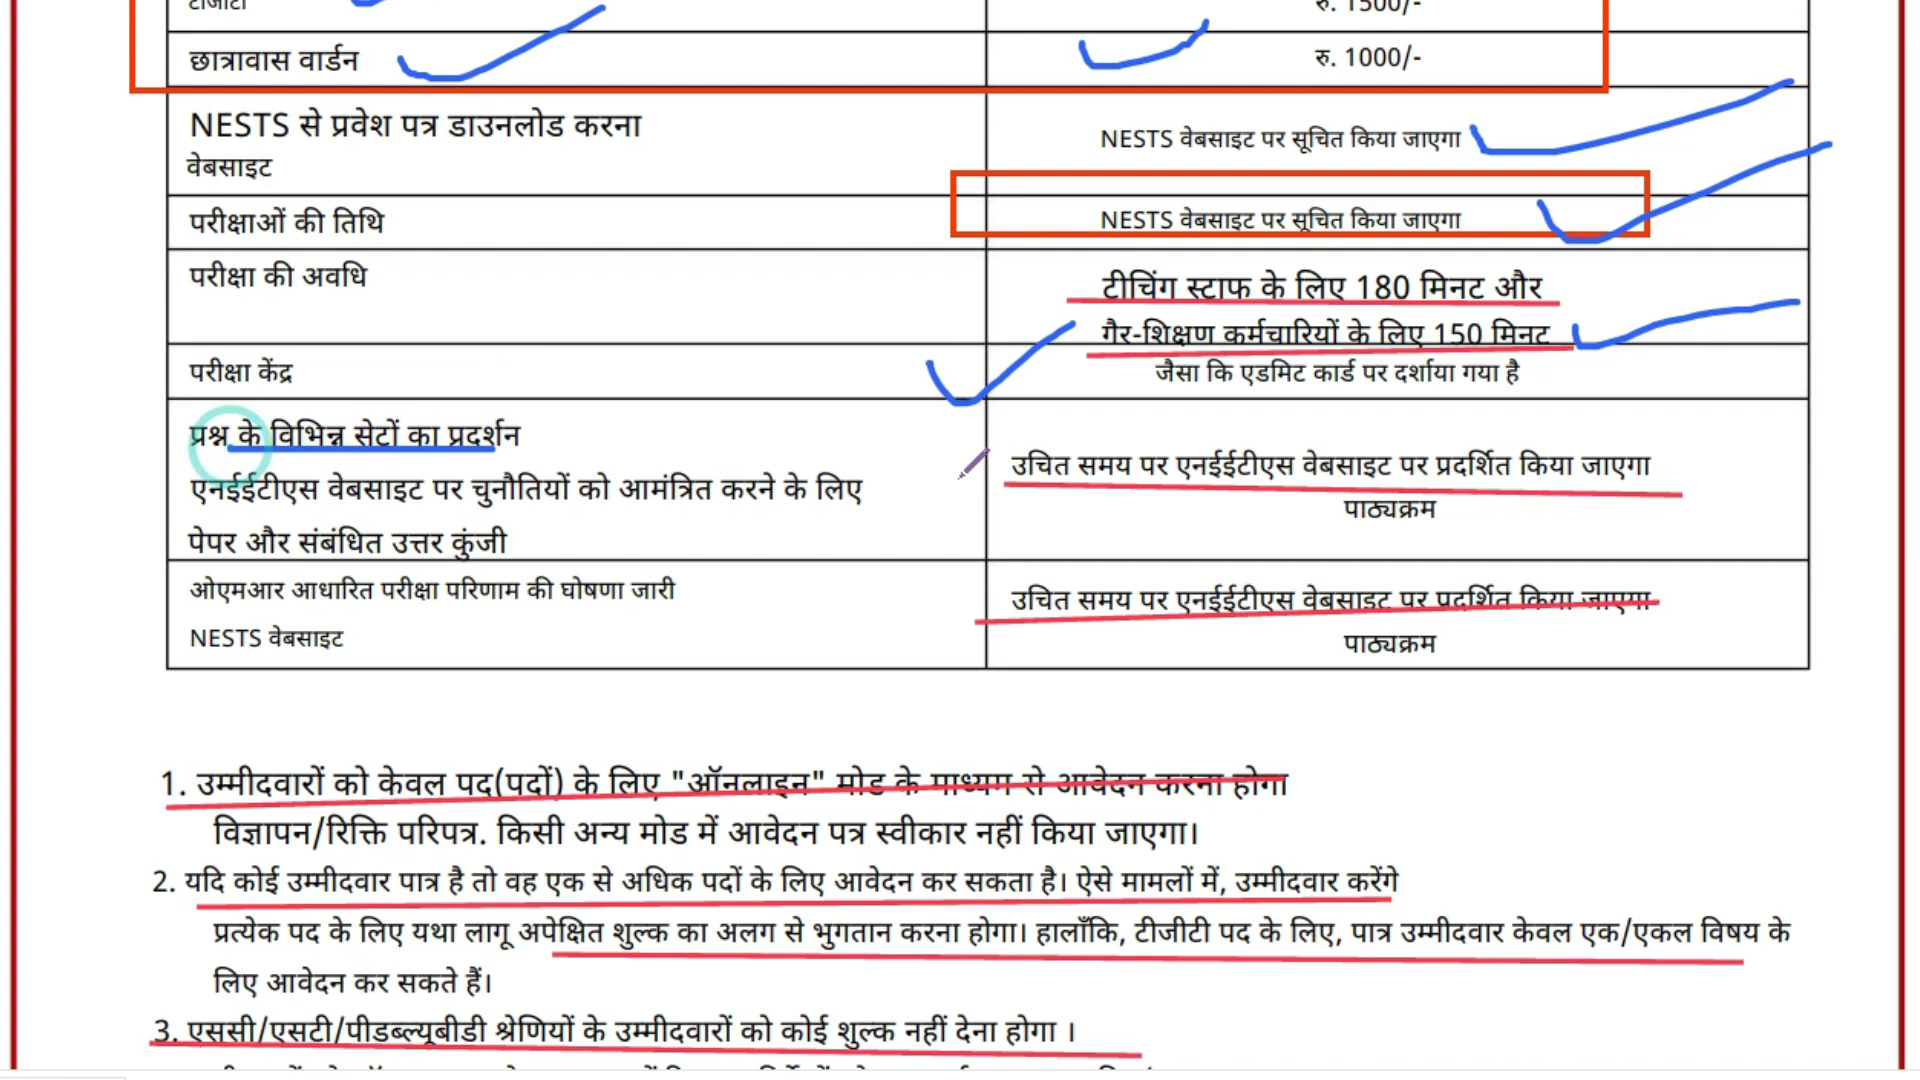 टीजीटी रु. 1500/-
छात्रावास वार्डन रु. 1000/-
NESTS से प्रवेश पत्र डाउनलोड करना
वेबसाइट
NESTS वेबसाइट पर सूचित किया जाएगा
परीक्षाओं की तिथि NESTS वेबसाइट पर सूचित किया जाएगा
परीक्षा की अवधि
टीचिंग स्टाफ के लिए 180 मिनट और
गैर-शिक्षण कर्मचारियों के लिए 150 मिनट
परीक्षा केंद्र जैसा कि एडमिट कार्ड पर दर्शाया गया है
प्रश्न के विभिन्न सेटों का प्रदर्शन
एनईईटीएस वेबसाइट पर चुनौतियों को आमंत्रित करने के लिए
पेपर और संबंधित उत्तर कुंजी
उचित समय पर एनईईटीएस वेबसाइट पर प्रदर्शित किया जाएगा
पाठ्यक्रम
ओएमआर आधारित परीक्षा परिणाम की घोषणा जारी
NESTS वेबसाइट
उचित समय पर एनईईटीएस वेबसाइट पर प्रदर्शित किया जाएगा
पाठ्यक्रम
1. उम्मीदवारों को केवल पद(पदों) के लिए "ऑनलाइन" मोड के माध्यम से आवेदन करना होगा
विज्ञापन/रिक्ति परिपत्र. किसी अन्य मोड में आवेदन पत्र स्वीकार नहीं किया जाएगा।
2. यदि कोई उम्मीदवार पात्र है तो वह एक से अधिक पदों के लिए आवेदन कर सकता है। ऐसे मामलों में, उम्मीदवार करेंगे
प्रत्येक पद के लिए यथा लागू अपेक्षित शुल्क का अलग से भुगतान करना होगा। हालाँकि, टीजीटी पद के लिए, पात्र उम्मीदवार केवल एक/एकल विषय के
लिए आवेदन कर सकते हैं।
3. एससी/एसटी/पीडब्ल्यूबीडी श्रेणियों के उम्मीदवारों को कोई शुल्क नहीं देना होगा ।